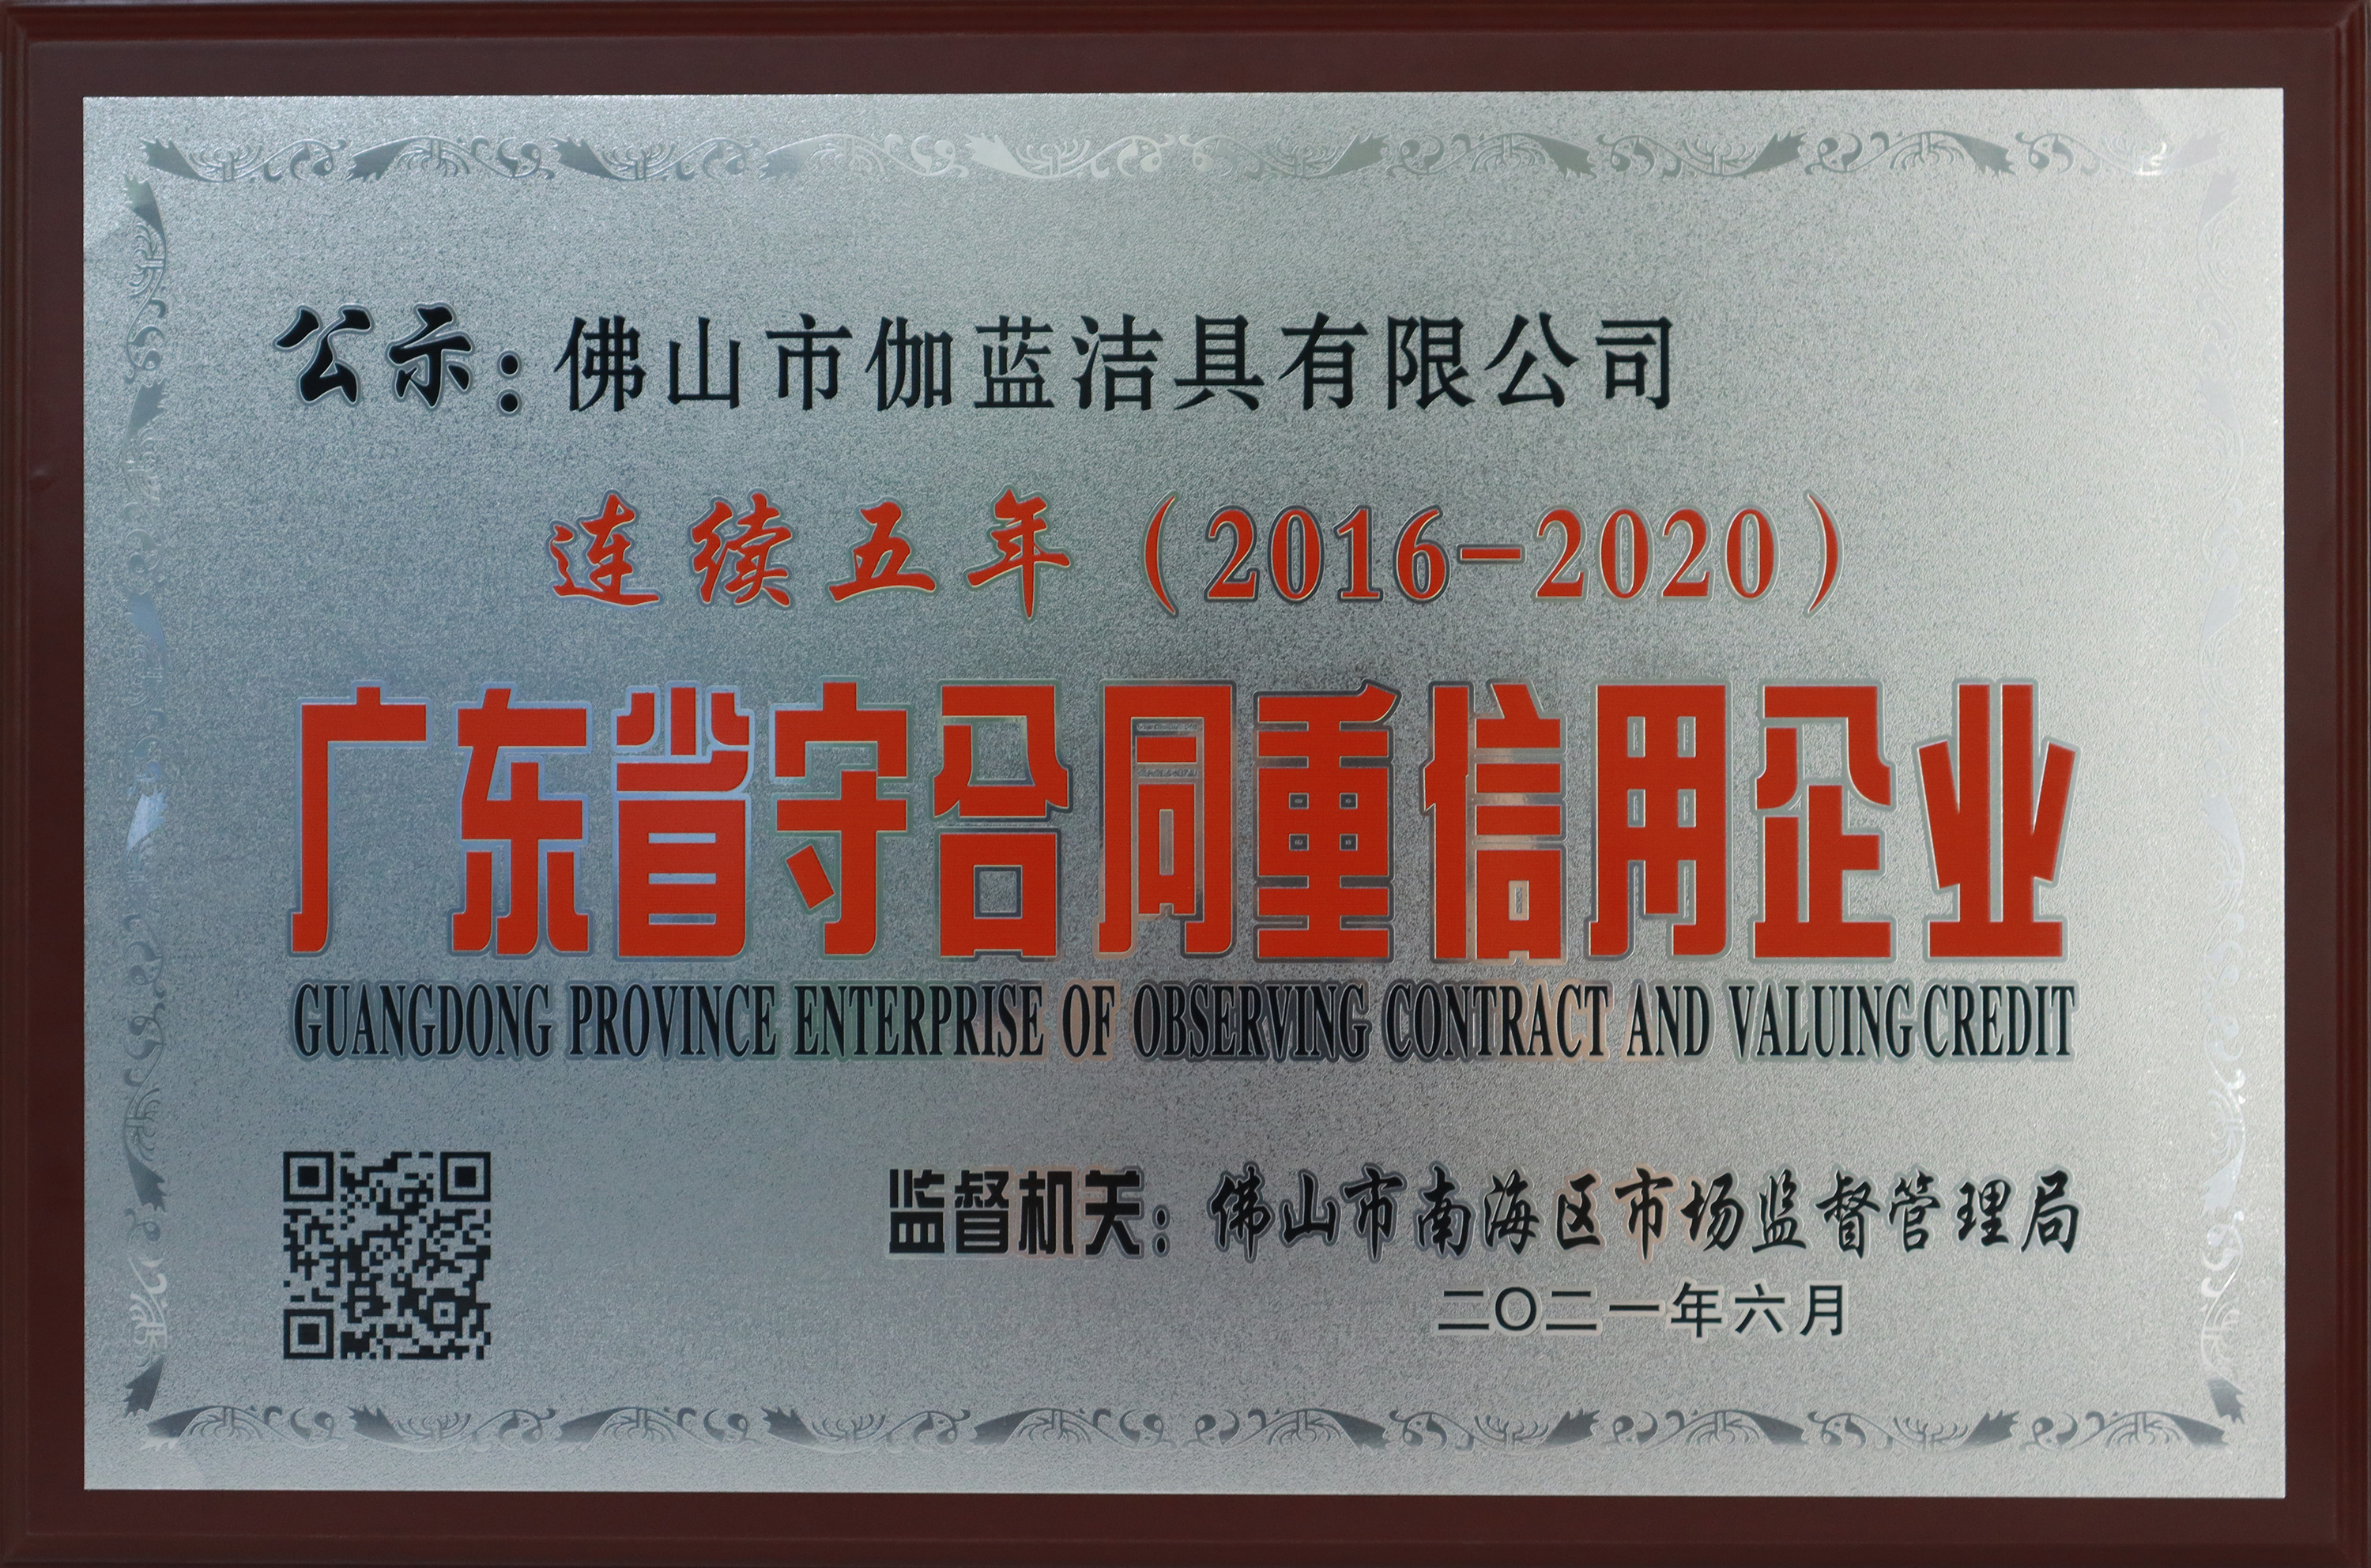 公示：佛山市伽蓝洁具有限公司
连续五年（2016-2020）
广东省守合同重信用企业
GUANGDONG PROVINCE ENTERPRISE OF OBSERVING CONTRACT AND VALUING CREDIT
监督机关：佛山市南海区市场监督管理局
二〇二一年六月